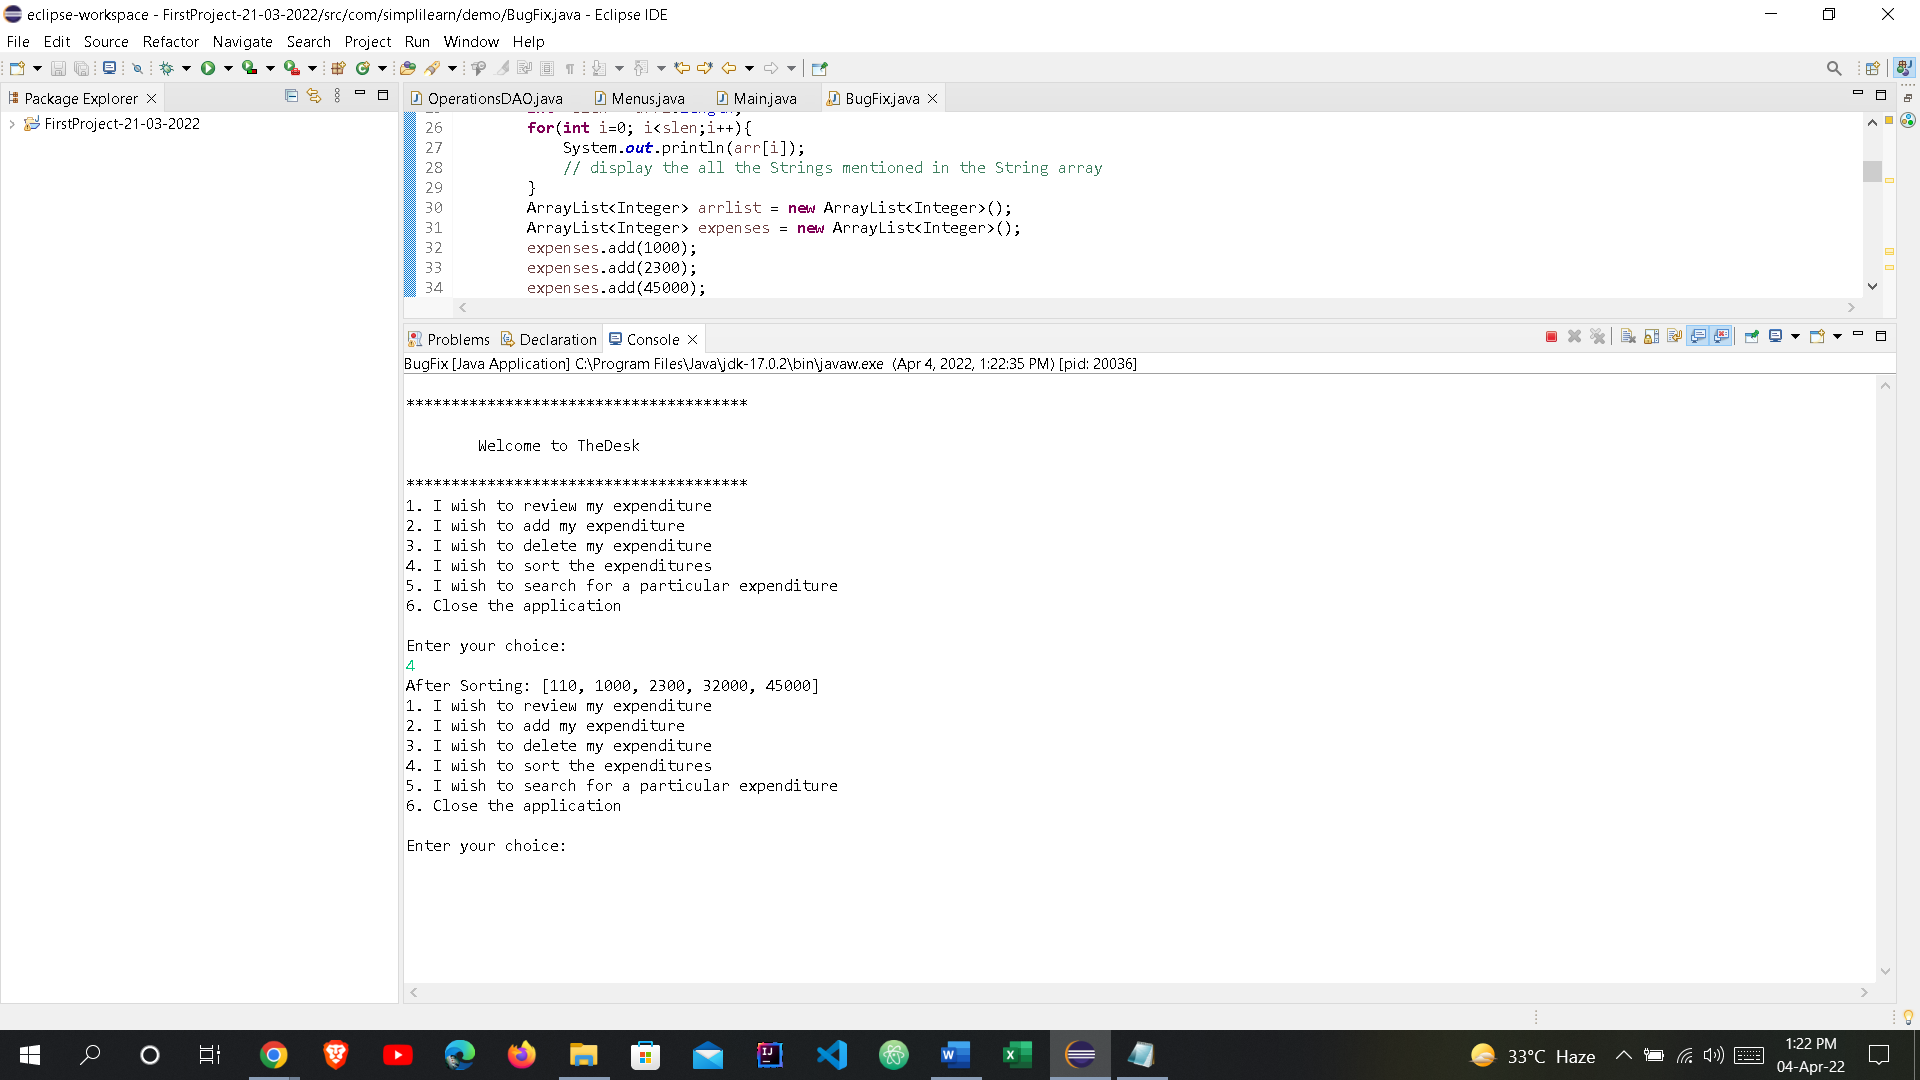 eclipse-workspace - FirstProject-21-03-2022/src/com/simplilearn/demo/BugFix.java - Eclipse IDE
File Edit Source Refactor Navigate Search Project Run Window Help
Package Explorer
FirstProject-21-03-2022
OperationsDAO.java Menus.java Main.java BugFix.java
26 for(int i=0; i<slen;i++){
27 System.out.println(arr[i]);
28 // display the all the Strings mentioned in the String array
29 }
30 ArrayList<Integer> arrlist = new ArrayList<Integer>();
31 ArrayList<Integer> expenses = new ArrayList<Integer>();
32 expenses.add(1000);
33 expenses.add(2300);
34 expenses.add(45000);
Problems Declaration Console
BugFix [Java Application] C:\Program Files\Java\jdk-17.0.2\bin\javaw.exe (Apr 4, 2022, 1:22:35 PM) [pid: 20036]
**************************************
Welcome to TheDesk
**************************************
1. I wish to review my expenditure
2. I wish to add my expenditure
3. I wish to delete my expenditure
4. I wish to sort the expenditures
5. I wish to search for a particular expenditure
6. Close the application
Enter your choice:
4
After Sorting: [110, 1000, 2300, 32000, 45000]
1. I wish to review my expenditure
2. I wish to add my expenditure
3. I wish to delete my expenditure
4. I wish to sort the expenditures
5. I wish to search for a particular expenditure
6. Close the application
Enter your choice:
33°C Haze
1:22 PM
04-Apr-22